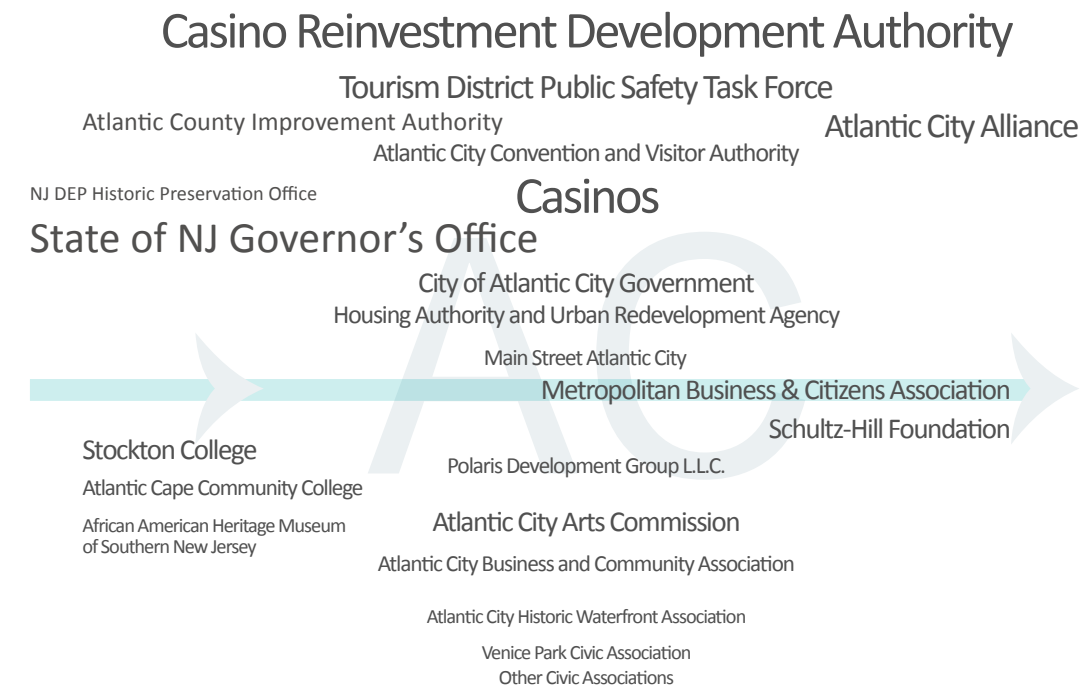 Casino Reinvestment Development Authority
Tourism District Public Safety Task Force
Atlantic County Improvement Authority
Atlantic City Alliance
Atlantic City Convention and Visitor Authority
NJ DEP Historic Preservation Office
Casinos
State of NJ Governor’s Office
AC
City of Atlantic City Government
Housing Authority and Urban Redevelopment Agency
Main Street Atlantic City
Metropolitan Business & Citizens Association
Schultz-Hill Foundation
Stockton College
Polaris Development Group L.L.C.
Atlantic Cape Community College
African American Heritage Museum
of Southern New Jersey
Atlantic City Arts Commission
Atlantic City Business and Community Association
Atlantic City Historic Waterfront Association
Venice Park Civic Association
Other Civic Associations